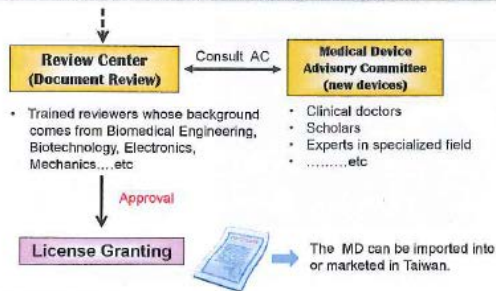 Review Center
(Document Review)
Consult AC
Medical Device
Advisory Committee
(new devices)
• Trained reviewers whose background
comes from Biomedical Engineering,
Biotechnology, Electronics,
Mechanics....etc
• Clinical doctors
• Scholars
• Experts in specialized field
• .........etc
Approval
License Granting
The MD can be imported into
or marketed in Taiwan.